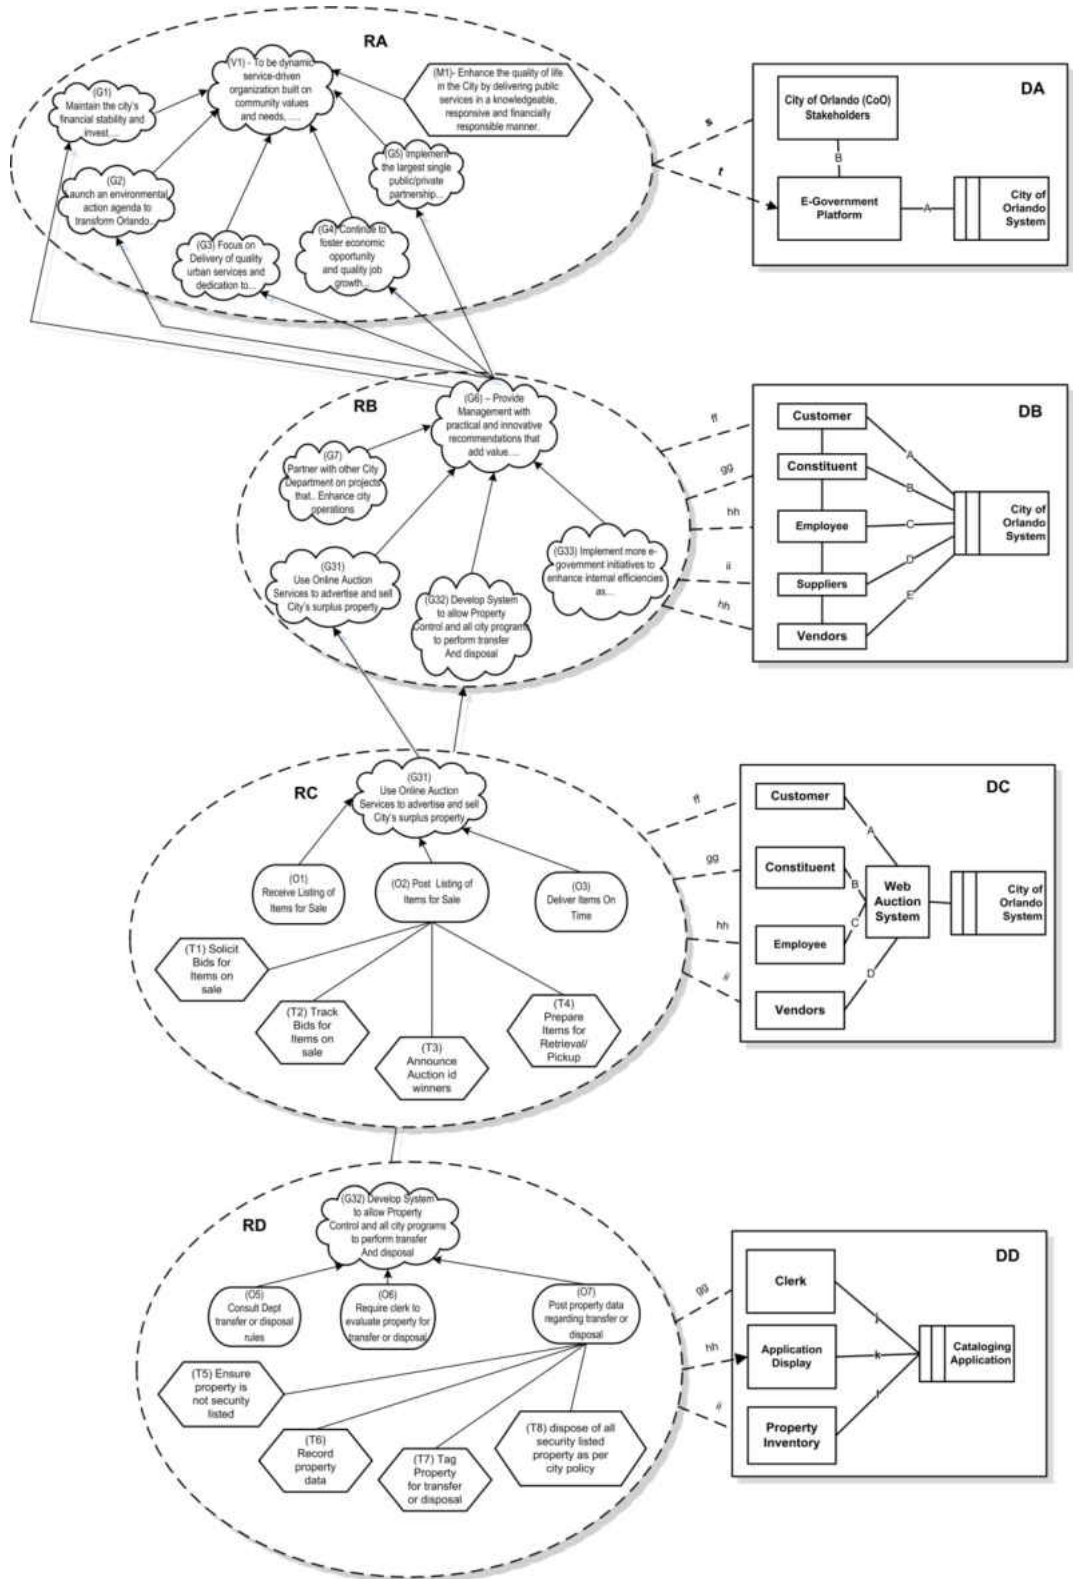 RA
(V1) - To be dynamic
service-driven
organization built on
community values
and needs, .....
(M1)- Enhance the quality of life
in the City by delivering public
services in a knowledgeable,
responsive and financially
responsible manner.
(G1)
Maintain the city's
financial stability and
invest....
(G5) Implement
the largest single
public/private
partnership...
(G2)
aunch an environmental
action agenda to
transform Orlando..
(G3) Focus on
Delivery of quality
urban services and
dedication to...
(G4) Continue to
foster economic
opportunity
and quality job
growth...
s
t
DA
City of Orlando (CoO)
Stakeholders
B
E-Government
Platform
A
City of
Orlando
System
RB
(G6) – Provide
Management with
practical and innovative
recommendations that
add value....
(G7)
Partner with other City
Department on projects
that.. Enhance city
operations
(G31)
Use Online Auction
Services to advertise and sell
City's surplus property
(G32) Develop System
to allow Property
Control and all city programs
to perform transfer
And disposal
(G33) Implement more e-
government initiatives to
enhance internal efficiencies
as...
ff
gg
hh
ii
hh
DB
Customer
Constituent
Employee
Suppliers
Vendors
A
B
C
D
E
City of
Orlando
System
RC
(G31)
Use Online Auction
Services to advertise and sell
City's surplus property
(O1)
Receive Listing of
Items for Sale
(O2) Post Listing of
Items for Sale
(O3)
Deliver Items On
Time
(T1) Solicit
Bids for
Items on
sale
(T2) Track
Bids for
Items on
sale
(T3)
Announce
Auction id
winners
(T4)
Prepare
Items for
Retrieval/
Pickup
ff
gg
hh
ii
DC
Customer
Constituent
Employee
Vendors
A
B
C
D
Web
Auction
System
City of
Orlando
System
RD
(G32) Develop System
to allow Property
Control and all city programs
to perform transfer
And disposal
(O5)
Consult Dept
transfer or disposal
rules
(O6)
Require clerk to
evaluate property for
transfer or disposal
(O7)
Post property data
regarding transfer or
disposal
(T5) Ensure
property is
not security
listed
(T6)
Record
property
data
(T7) Tag
Property
for transfer
or disposal
(T8) dispose of all
security listed
property as per
city policy
gg
hh
ii
DD
Clerk
Application
Display
Property
Inventory
j
k
l
Cataloging
Application